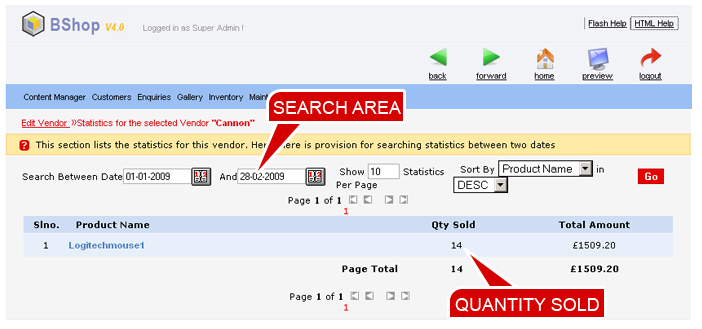 BShop V4.0
Logged in as Super Admin !
Flash Help HTML Help
back forward home preview logout
Content Manager Customers Enquiries Gallery Inventory
SEARCH AREA
Edit Vendor »Statistics for the selected Vendor "Cannon"
? This section lists the statistics for this vendor. is provision for searching statistics between two dates
Search Between Date 01-01-2009 And 28-02-2009 Show 10 Statistics Per Page Sort By Product Name in DESC Go
Page 1 of 1
1
Slno. Product Name Qty Sold Total Amount
1 Logitechmouse1 14 £1509.20
Page Total 14 £1509.20
Page 1 of 1
1
QUANTITY SOLD